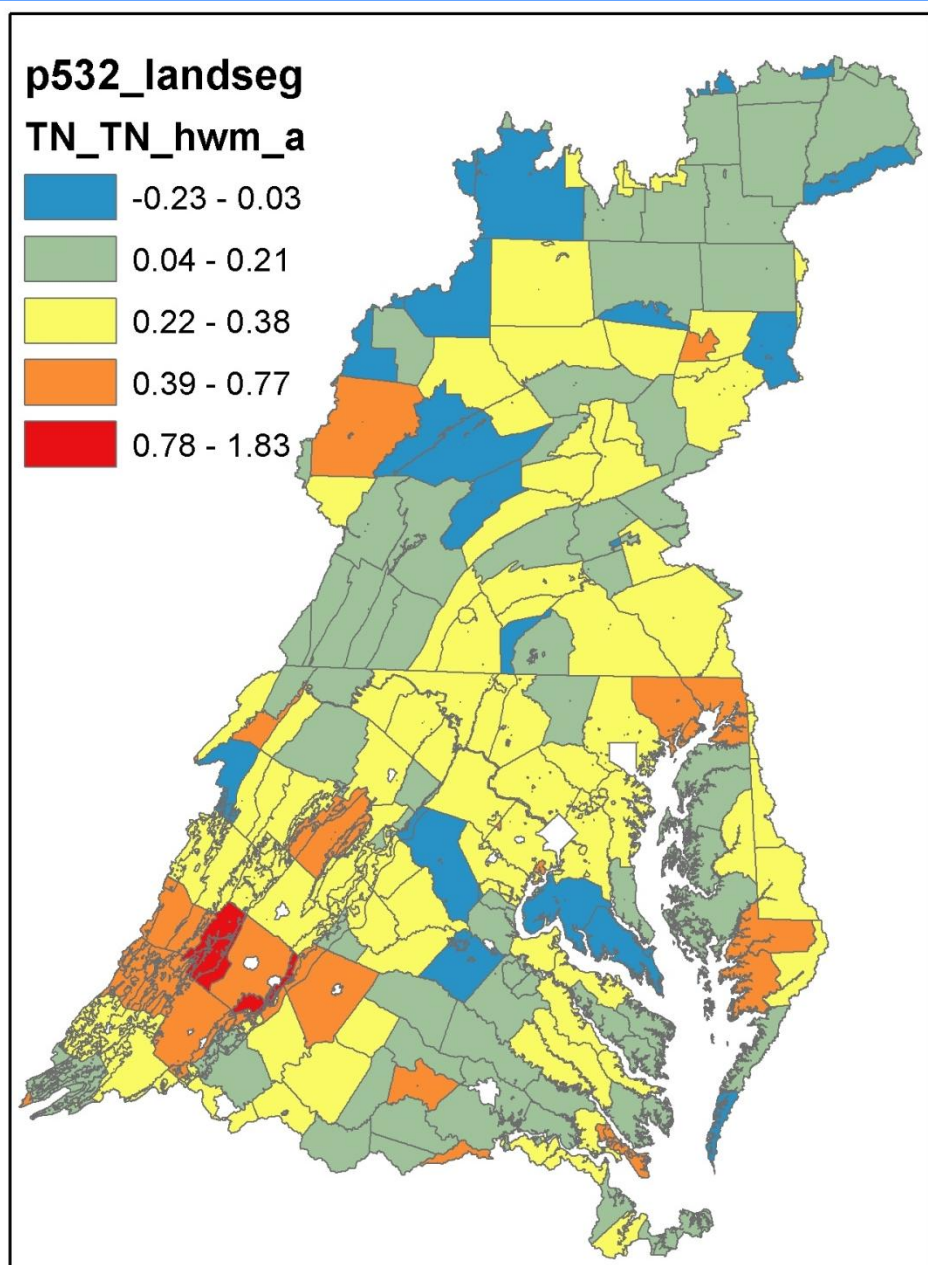 p532_landseg
TN_TN_hwm_a
-0.23 - 0.03
0.04 - 0.21
0.22 - 0.38
0.39 - 0.77
0.78 - 1.83